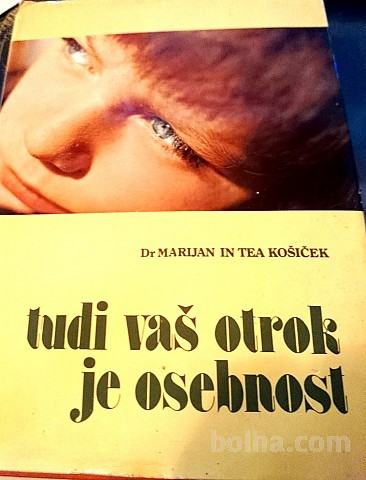 Dr MARIJAN IN TEA KOŠIČEK
tudi vaš otrok
je osebnost
bolha.com